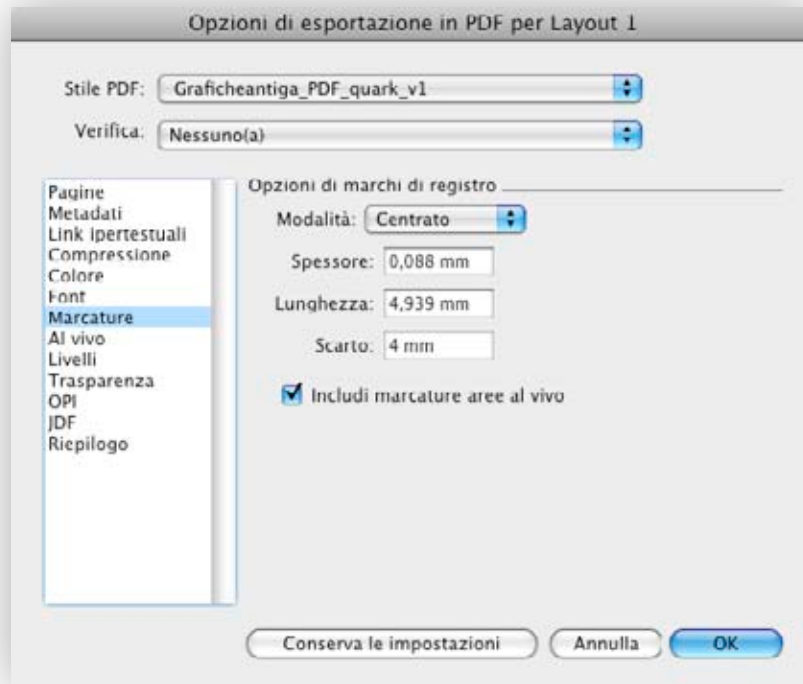 Opzioni di esportazione in PDF per Layout 1
Stile PDF: Graficheantiga_PDF_quark_v1
Verifica: Nessuno(a)
Pagine
Metadati
Link ipertestuali
Compressione
Colore
Font
Marcature
Al vivo
Livelli
Trasparenza
OPI
JDF
Riepilogo
Opzioni di marchi di registro
Modalità: Centrato
Spessore: 0,088 mm
Lunghezza: 4,939 mm
Scarto: 4 mm
Includi marcature aree al vivo
Conserva le impostazioni Annulla OK